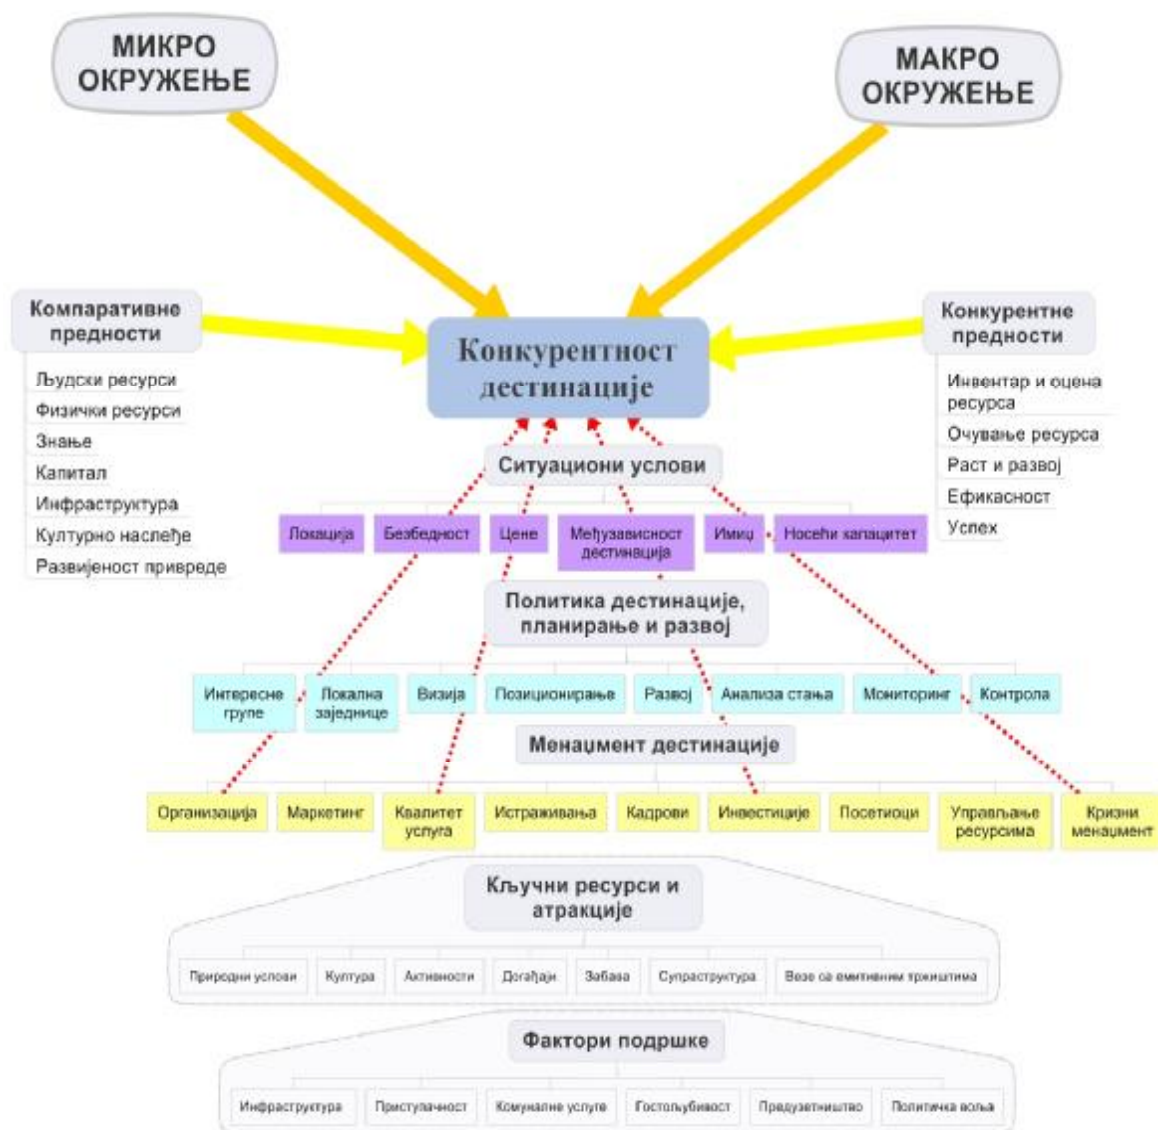 МИКРО
ОКРУЖЕЊЕ
МАКРО
ОКРУЖЕЊЕ
Компаративне
предности
Људски ресурси
Физички ресурси
Знање
Капитал
Инфраструктура
Културно наслеђе
Развијеност привреде
Конкурентност
дестинације
Конкурентне
предности
Инвентар и оцена
ресурса
Очување ресурса
Раст и развој
Ефикасност
Успех
Ситуациони услови
Локација
Безбедност
Цене
Међузависност
дестинација
Имиџ
Носећи капацитет
Политика дестинације,
планирање и развој
Интересне
групе
Локална
заједнице
Визија
Позиционирање
Развој
Анализа стања
Мониторинг
Контрола
Менаџмент дестинације
Организација
Маркетинг
Квалитет
услуга
Истраживања
Кадрови
Инвестиције
Посетиоци
Управљање
ресурсима
Кризни
менаџмент
Кључни ресурси и
атракције
Природни услови
Култура
Активности
Догађаји
Забава
Супраструктура
Везе са емитивним тржиштима
Фактори подршке
Инфраструктура
Приступачност
Комуналне услуге
Гостољубивост
Предузетништво
Политичка воља